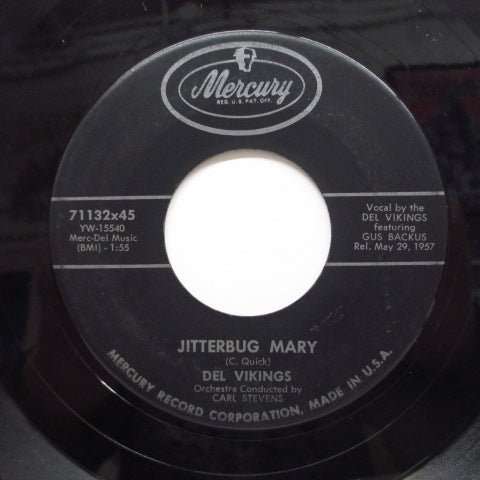 Mercury
REG. U.S. PAT. OFF.
71132x45
YW-15540
Merc-Del Music
(BMI) - 1:55
Vocal by the
DEL VIKINGS
featuring
GUS BACKUS
Rel. May 29, 1957
JITTERBUG MARY
(C. Quick)
DEL VIKINGS
Orchestra Conducted by
CARL STEVENS
MERCURY RECORD CORPORATION, MADE IN U.S.A.